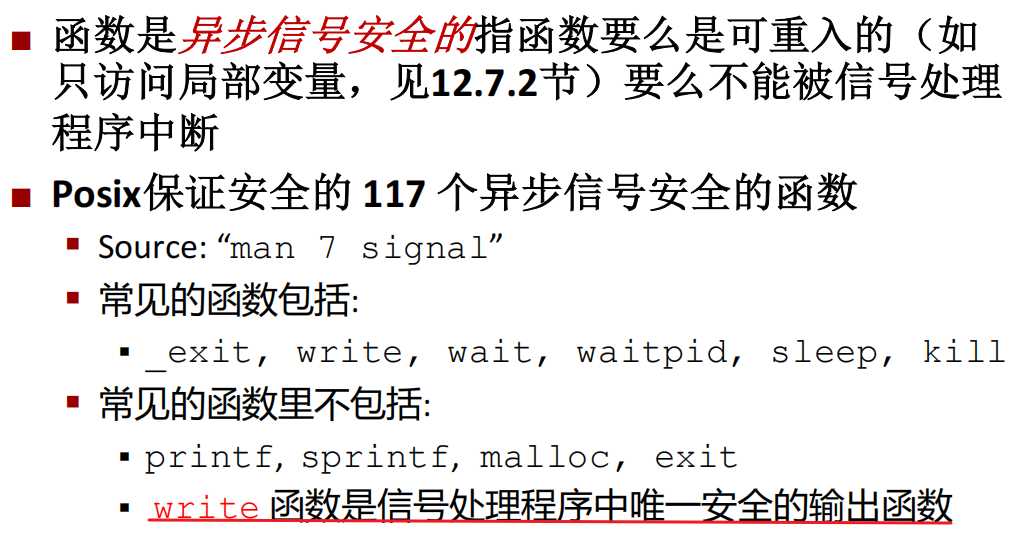 函数是异步信号安全的指函数要么是可重入的（如
只访问局部变量，见12.7.2节）要么不能被信号处理
程序中断
Posix保证安全的 117 个异步信号安全的函数
Source: “man 7 signal”
常见的函数包括:
_exit, write, wait, waitpid, sleep, kill
常见的函数里不包括:
printf, sprintf, malloc, exit
write 函数是信号处理程序中唯一安全的输出函数